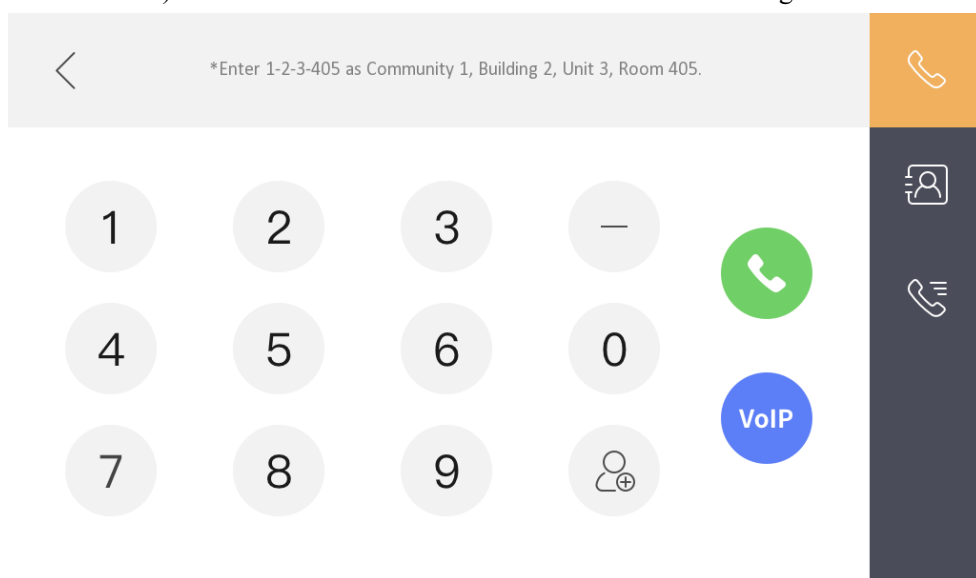 *Enter 1-2-3-405 as Community 1, Building 2, Unit 3, Room 405.
1 2 3 —
4 5 6 0
VoIP
7 8 9